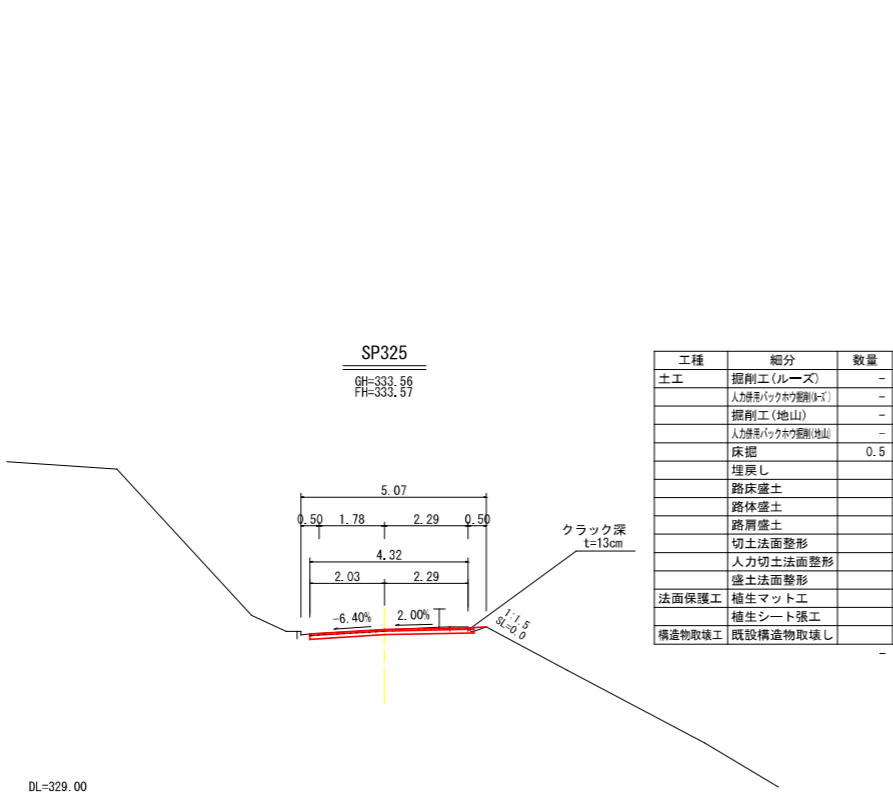 SP325
GH=333.56
FH=333.57
5.07
0.50 1.78 2.29 0.50
4.32
2.03 2.29
-6.40% 2.00%
クラック深
t=13cm
1:1.5
SL=0.0
DL=329.00
工種 細分 数量
土工 掘削工(ルーズ) -
人力併用バックホウ掘削(ルーズ) -
掘削工(地山) -
人力併用バックホウ掘削(地山) -
床掘 0.5
埋戻し
路床盛土
路体盛土
路肩盛土
切土法面整形
人力切土法面整形
盛土法面整形
法面保護工 植生マット工
植生シート張工
構造物取壊工 既設構造物取壊し
-